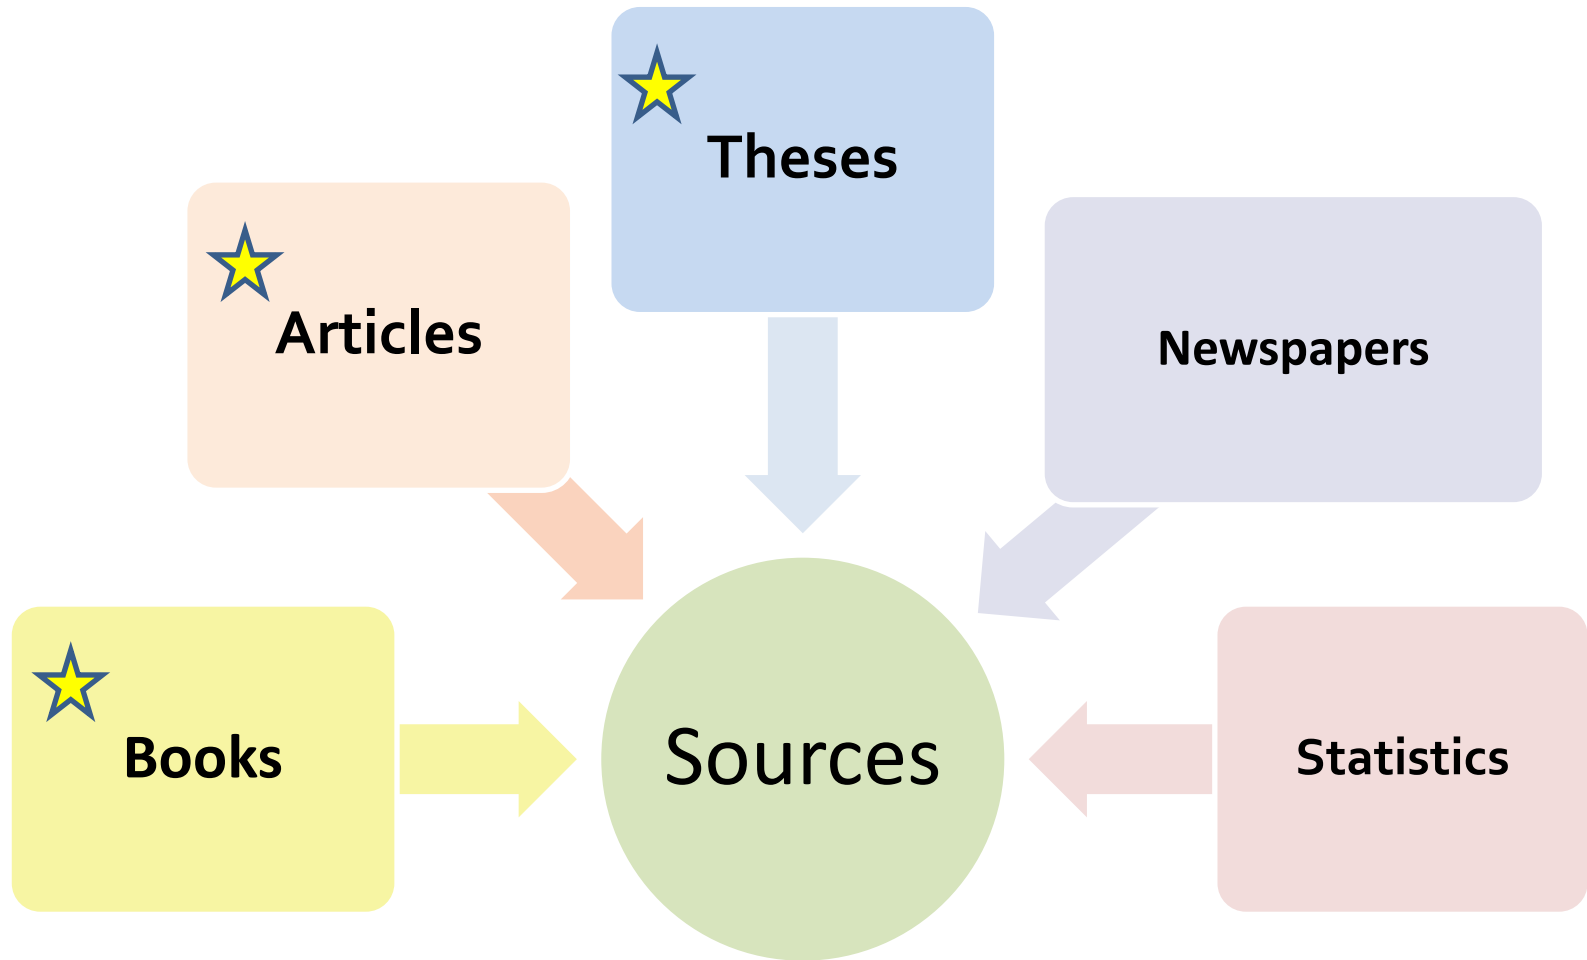 Theses
Articles
Newspapers
Books
Sources
Statistics